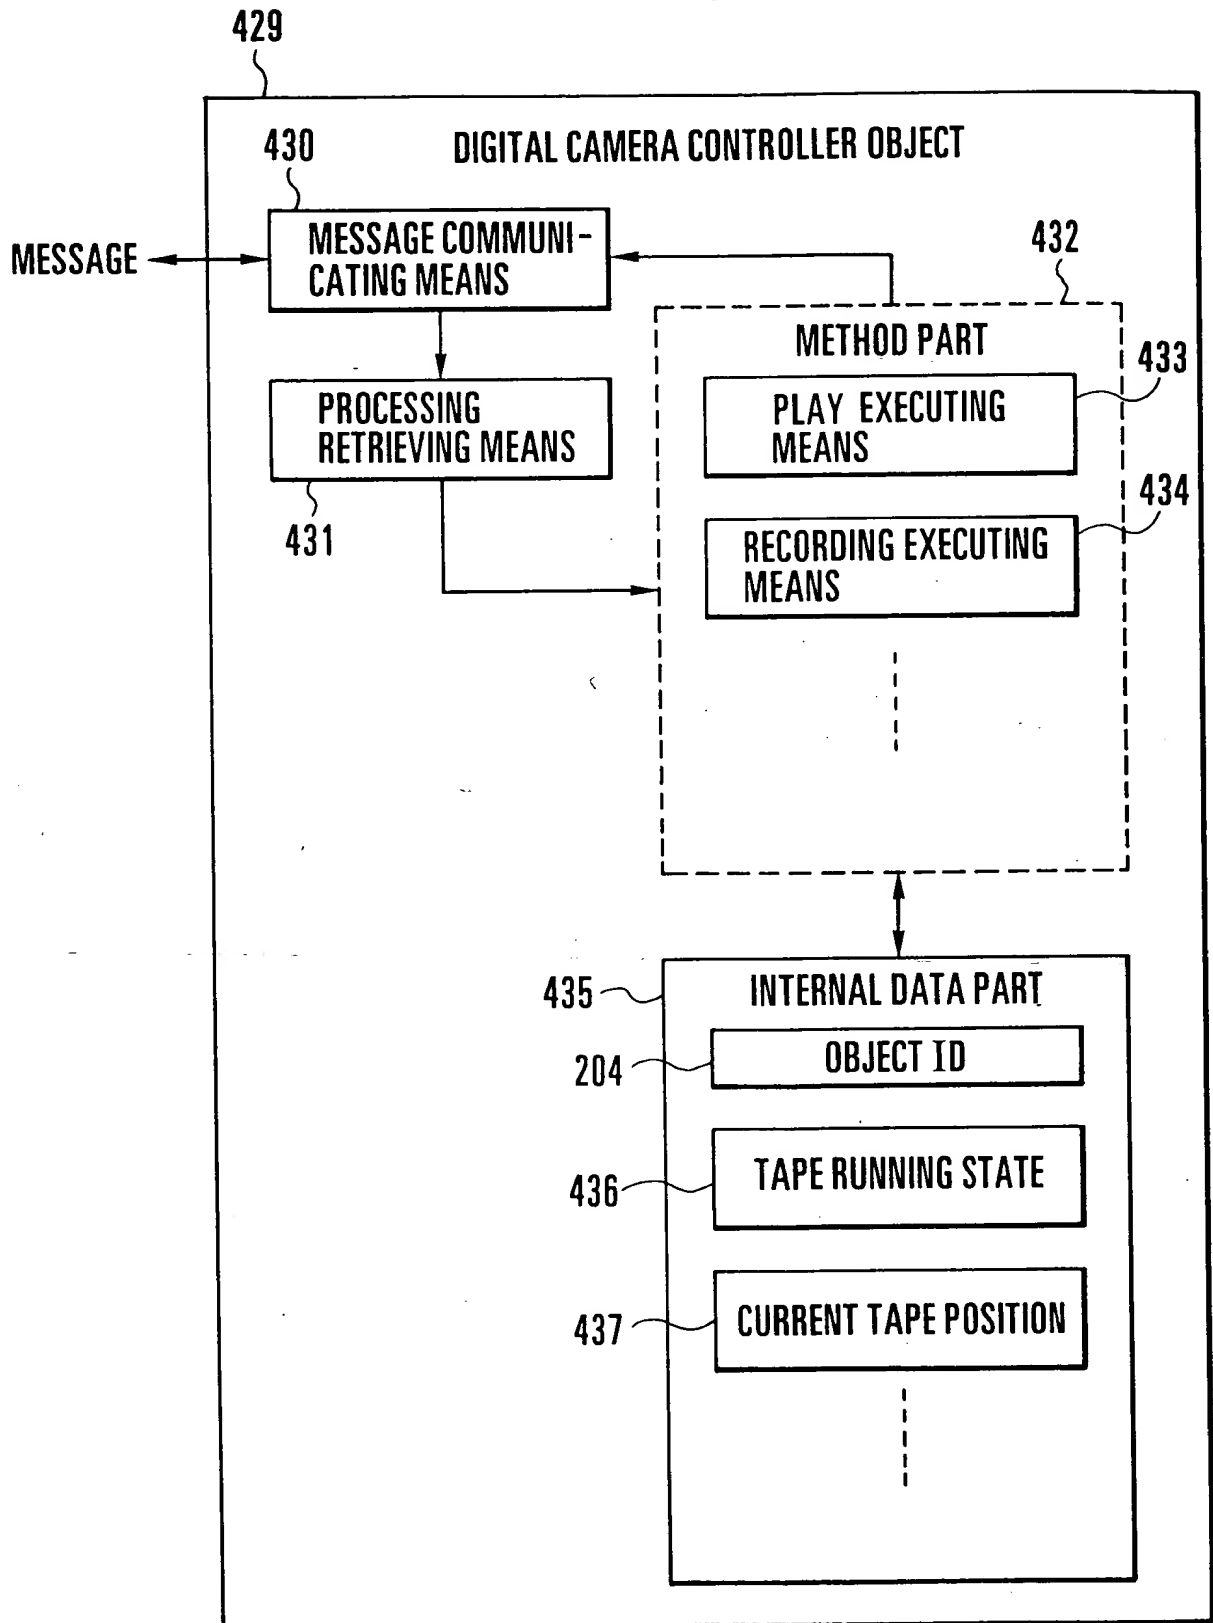 429
DIGITAL CAMERA CONTROLLER OBJECT
430
MESSAGE COMMUNI-
CATING MEANS
MESSAGE
432
METHOD PART
433
PLAY EXECUTING
MEANS
PROCESSING
RETRIEVING MEANS
431
434
RECORDING EXECUTING
MEANS
435
INTERNAL DATA PART
204
OBJECT ID
436
TAPE RUNNING STATE
437
CURRENT TAPE POSITION